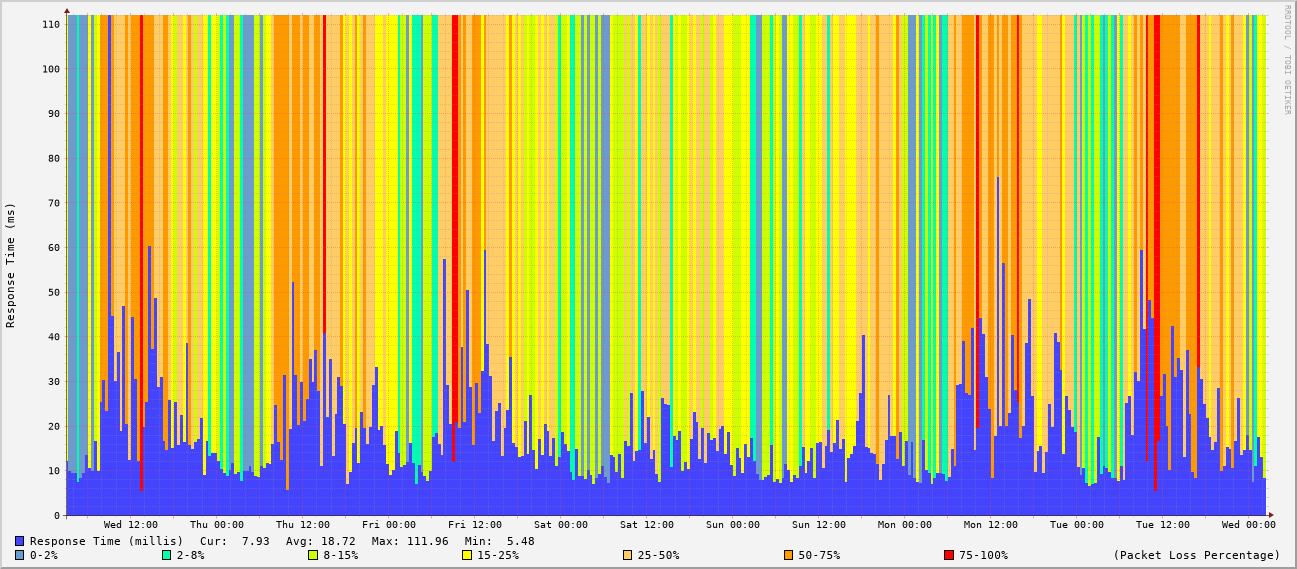 RRDTOOL / TOBI OETIKER
Response Time (ms)
110
100
90
80
70
60
50
40
30
20
10
0
Wed 12:00 Thu 00:00 Thu 12:00 Fri 00:00 Fri 12:00 Sat 00:00 Sat 12:00 Sun 00:00 Sun 12:00 Mon 00:00 Mon 12:00 Tue 00:00 Tue 12:00 Wed 00:00
Response Time (millis) Cur: 7.93 Avg: 18.72 Max: 111.96 Min: 5.48
0-2% 2-8% 8-15% 15-25% 25-50% 50-75% 75-100% (Packet Loss Percentage)